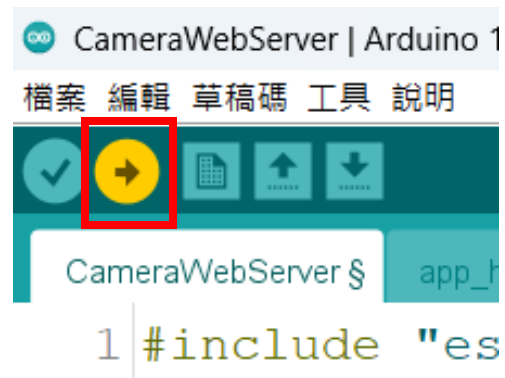 CameraWebServer | Arduino 1
檔案 編輯 草稿碼 工具 說明
CameraWebServer § app_h
1 #include "es